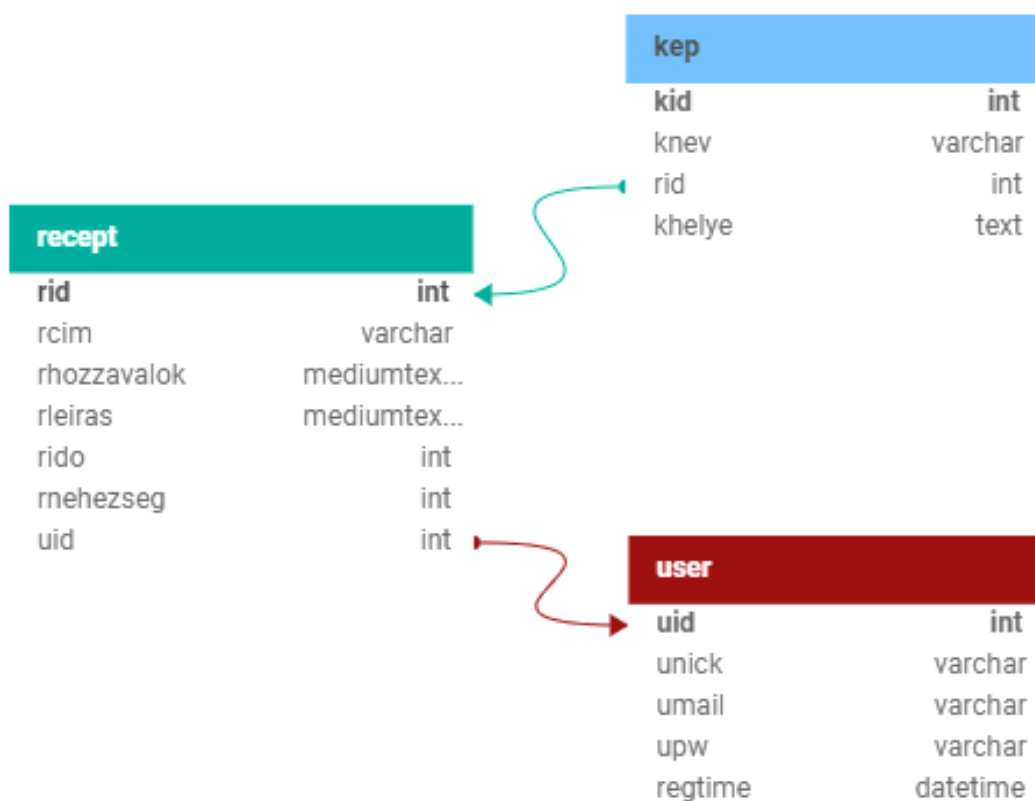 kep
kid int
knev varchar
rid int
khelye text
recept
rid int
rcim varchar
rhozzavalok mediumtex...
rleiras mediumtex...
rido int
rnehezseg int
uid int
user
uid int
unick varchar
umail varchar
upw varchar
regtime datetime